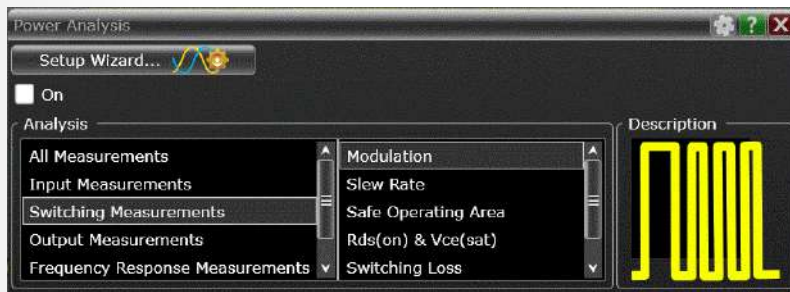 Power Analysis
?
X
Setup Wizard...
On
Analysis
All Measurements
Input Measurements
Switching Measurements
Output Measurements
Frequency Response Measurements
Modulation
Slew Rate
Safe Operating Area
Rds(on) & Vce(sat)
Switching Loss
Description